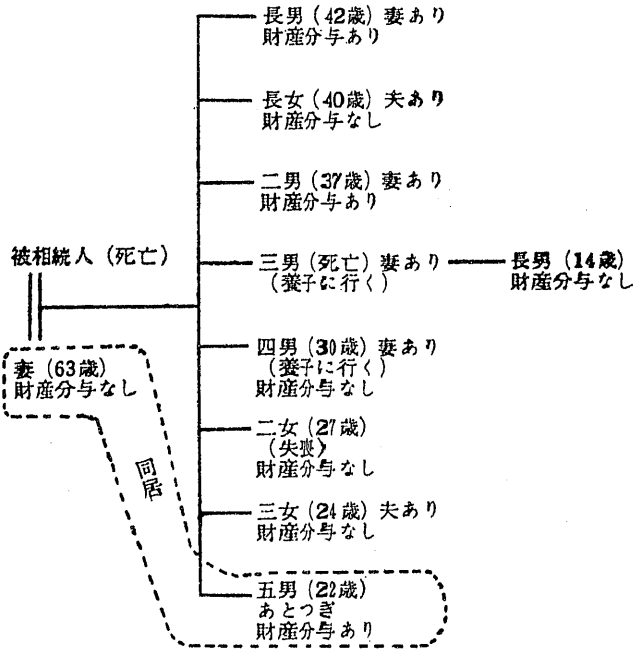 長男（42歳）妻あり
財産分与あり
長女（40歳）夫あり
財産分与なし
二男（37歳）妻あり
財産分与あり
被相続人（死亡）
三男（死亡）妻あり
（養子に行く）
長男（14歳）
財産分与なし
妻（63歳）
財産分与なし
四男（30歳）妻あり
（養子に行く）
財産分与なし
二女（27歳）
財産分与なし
同居
三女（24歳）夫あり
財産分与なし
五男（22歳）
あとつぎ
財産分与あり